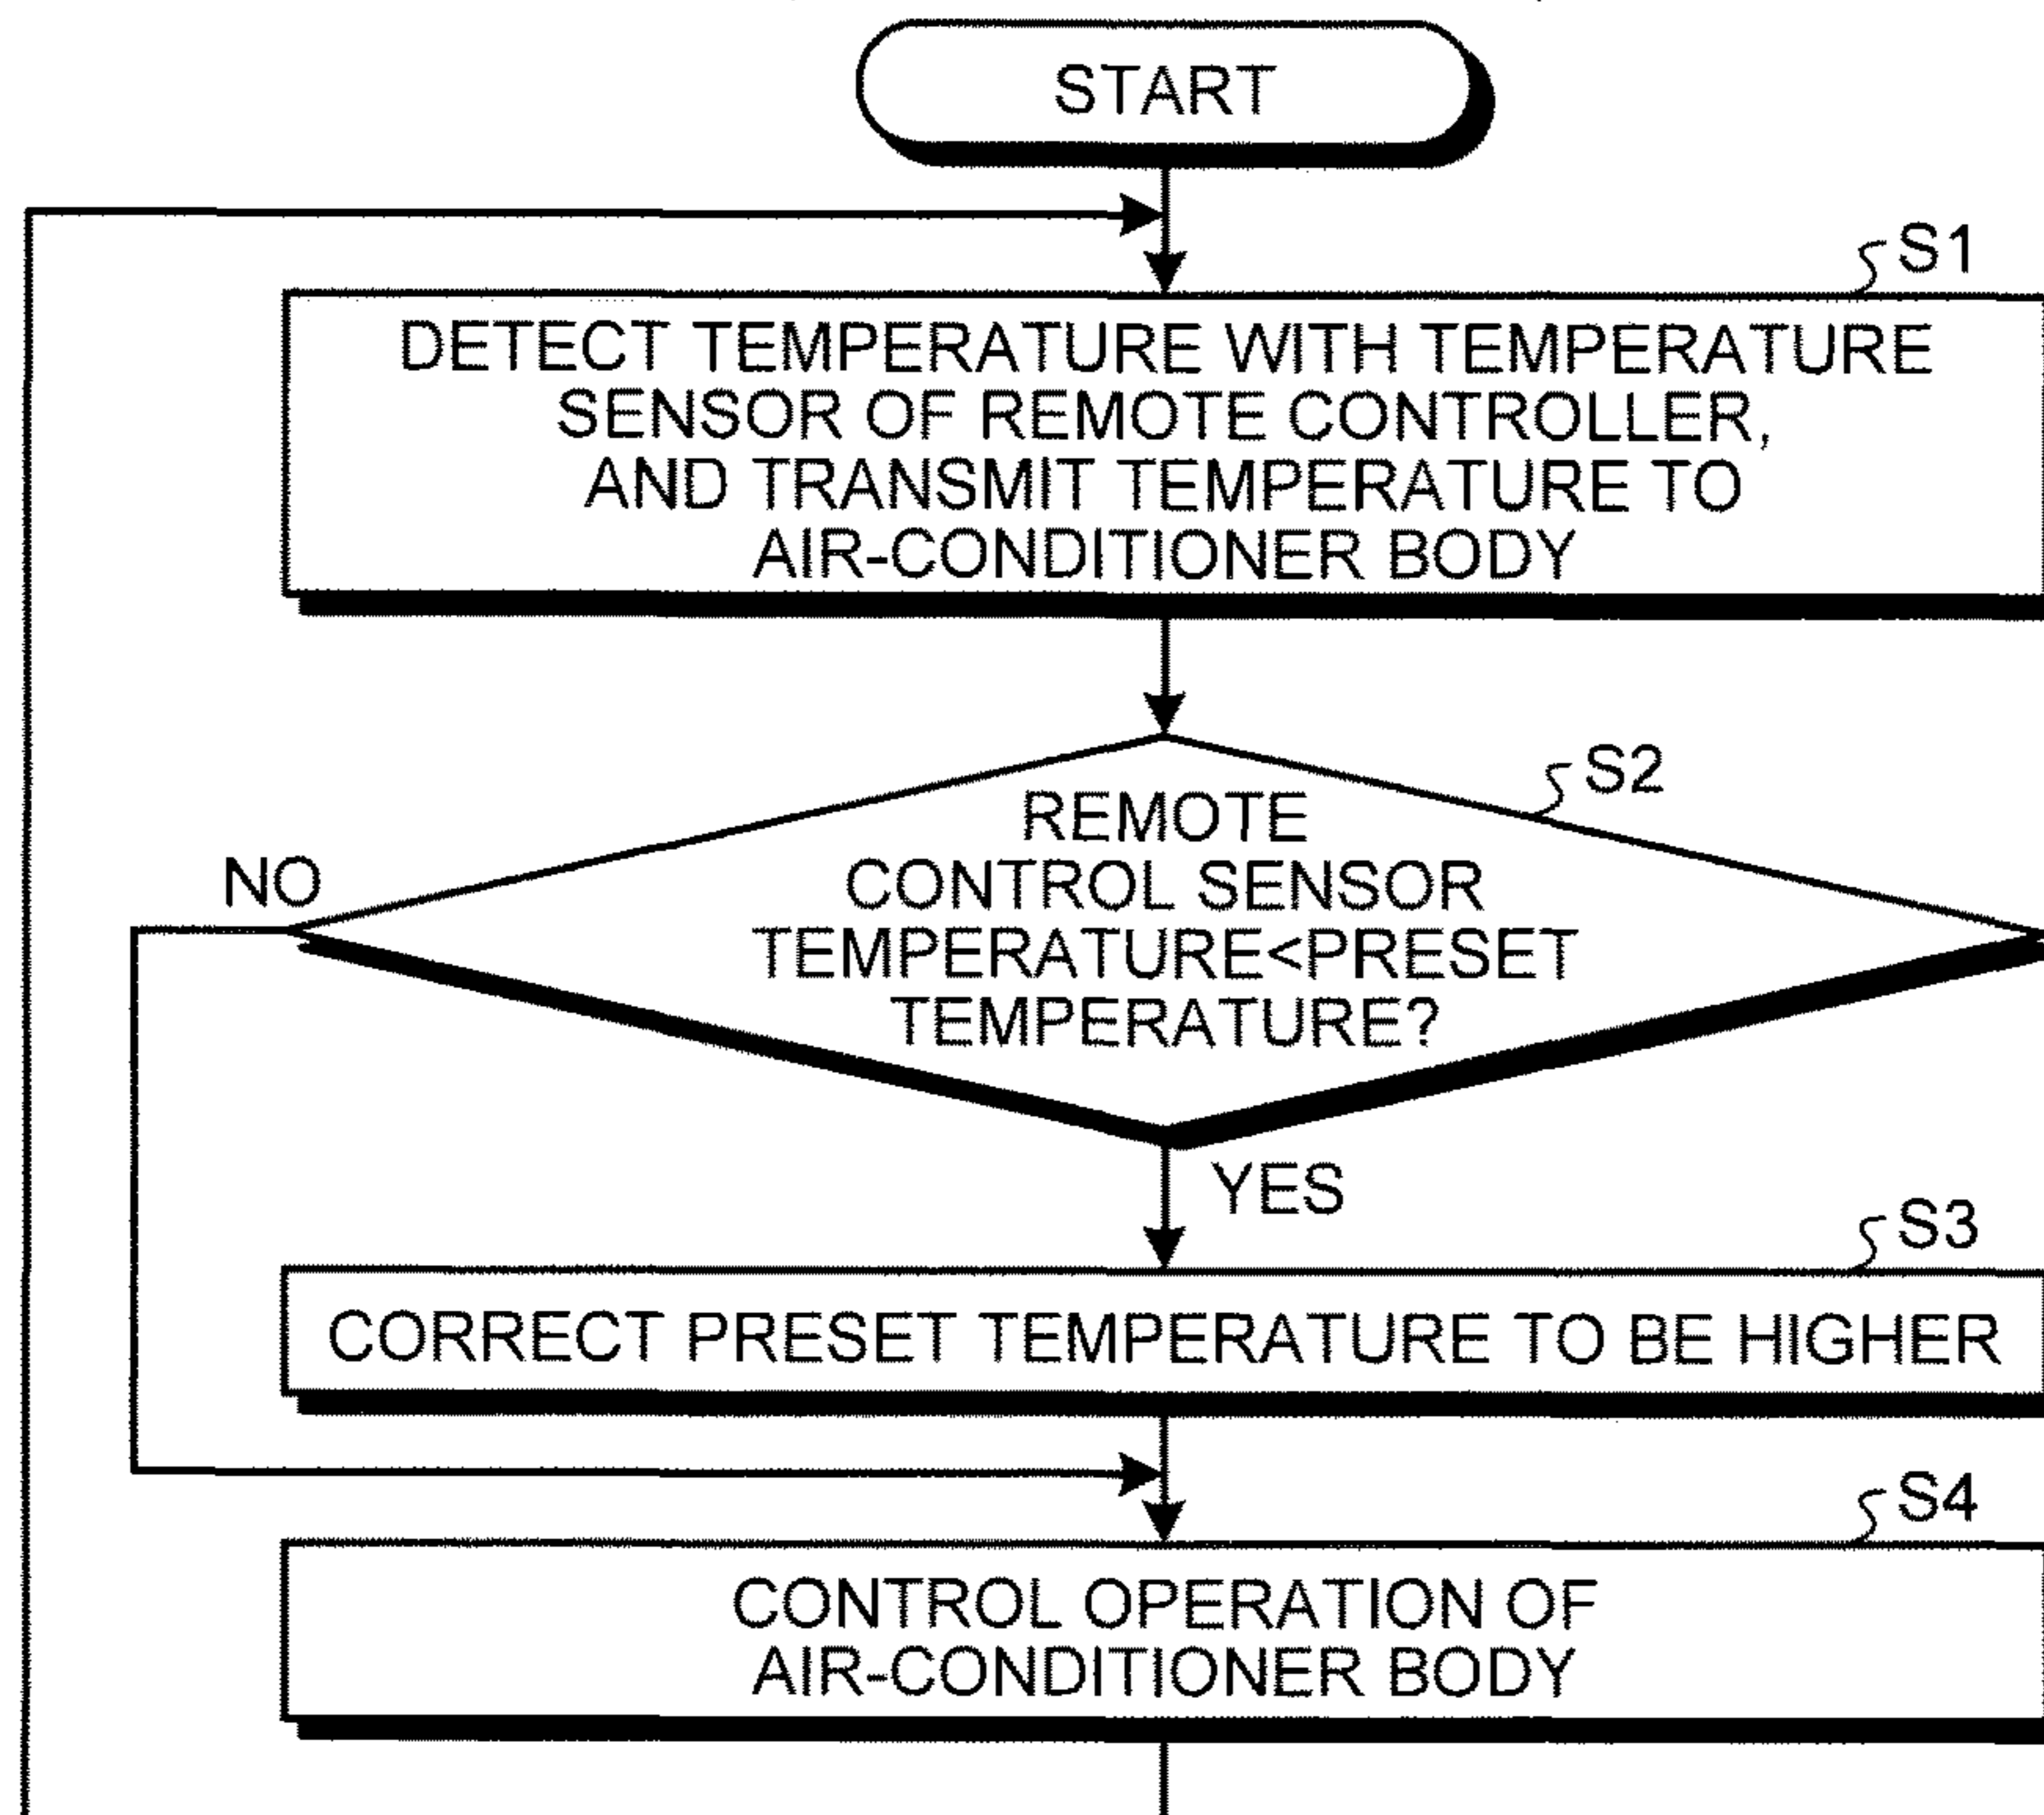 START
S1
DETECT TEMPERATURE WITH TEMPERATURE
SENSOR OF REMOTE CONTROLLER,
AND TRANSMIT TEMPERATURE TO
AIR-CONDITIONER BODY
S2
REMOTE
CONTROL SENSOR
TEMPERATURE<PRESET
TEMPERATURE?
NO
YES
S3
CORRECT PRESET TEMPERATURE TO BE HIGHER
S4
CONTROL OPERATION OF
AIR-CONDITIONER BODY